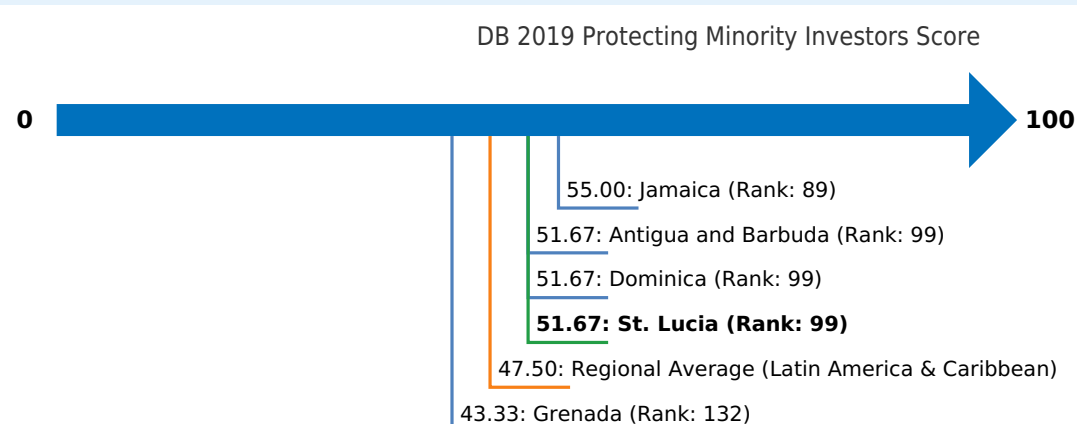 DB 2019 Protecting Minority Investors Score
0
100
55.00: Jamaica (Rank: 89)
51.67: Antigua and Barbuda (Rank: 99)
51.67: Dominica (Rank: 99)
51.67: St. Lucia (Rank: 99)
47.50: Regional Average (Latin America & Caribbean)
43.33: Grenada (Rank: 132)